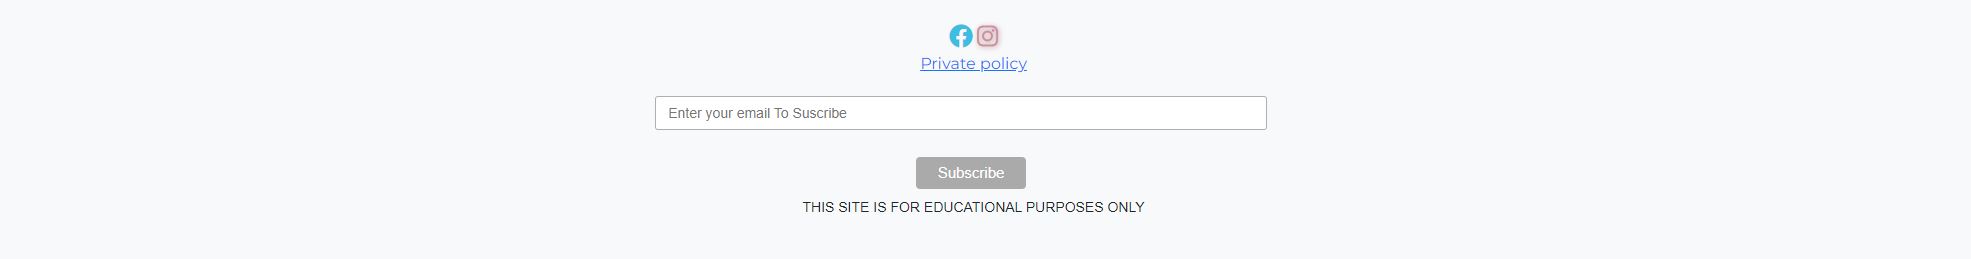 Private policy
Enter your email To Suscribe
Subscribe
THIS SITE IS FOR EDUCATIONAL PURPOSES ONLY